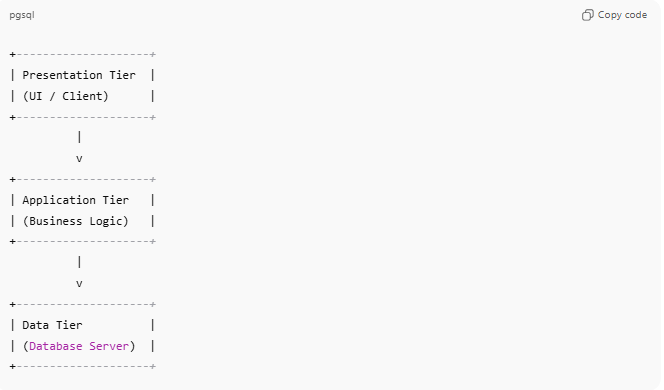 pgsql
Copy code
+--------------------+
| Presentation Tier  |
| (UI / Client)      |
+--------------------+
          |
          v
+--------------------+
| Application Tier   |
| (Business Logic)   |
+--------------------+
          |
          v
+--------------------+
| Data Tier          |
| (Database Server)  |
+--------------------+